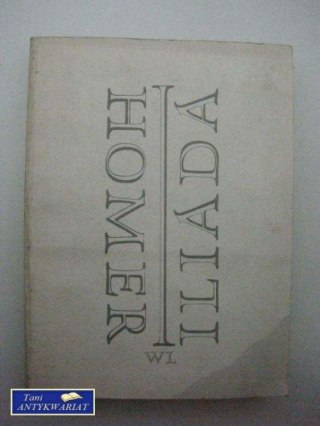 HOMER
ILIADA
WL
Tani
ANTYKWARIAT